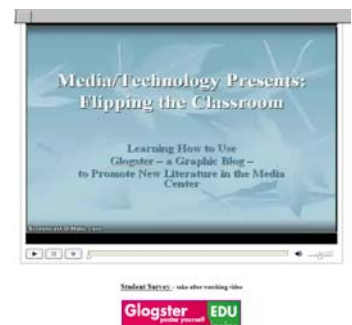 Media/Technology Presents:
Flipping the Classroom
Learning How to Use
Glogster – a Graphic Blog –
to Promote New Literature in the Media
Center
Screencast-O-Matic.com
Student Survey - take after watching video
Glogster EDU
poster yourself